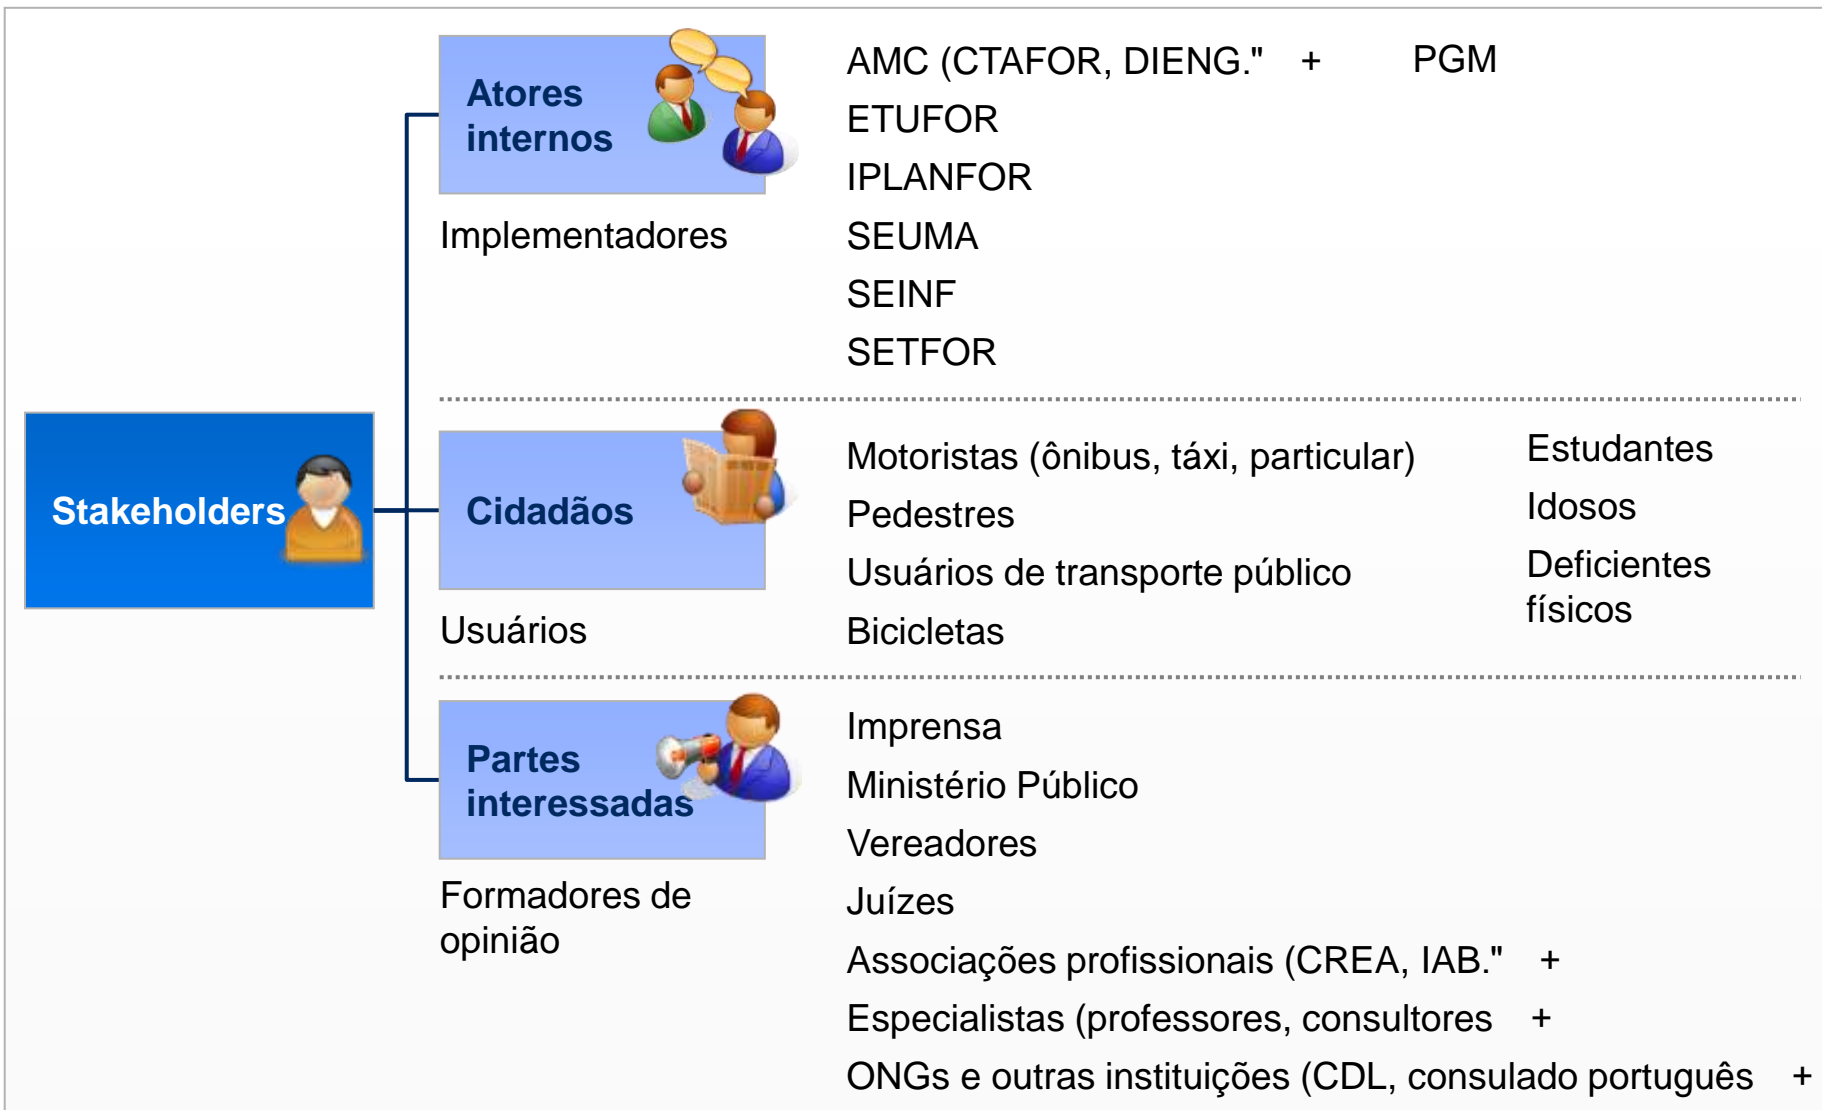 Stakeholders
Atores
internos
Implementadores
AMC (CTAFOR, DIENG." +
PGM
ETUFOR
IPLANFOR
SEUMA
SEINF
SETFOR
Cidadãos
Usuários
Motoristas (ônibus, táxi, particular)
Pedestres
Usuários de transporte público
Bicicletas
Estudantes
Idosos
Deficientes
físicos
Partes
interessadas
Formadores de
opinião
Imprensa
Ministério Público
Vereadores
Juízes
Associações profissionais (CREA, IAB." +
Especialistas (professores, consultores +
ONGs e outras instituições (CDL, consulado português +